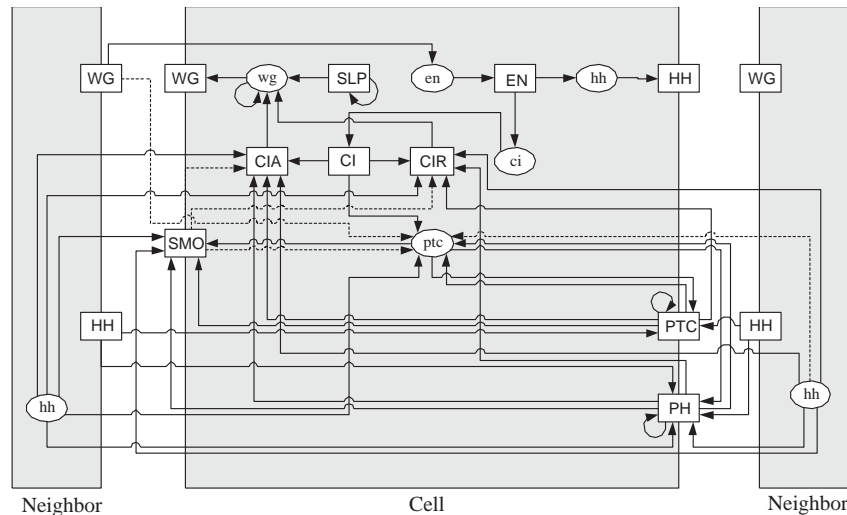 WG
WG
wg
SLP
en
EN
hh
HH
WG
CIA
CI
CIR
ci
SMO
ptc
HH
PTC
HH
hh
PH
hh
Neighbor
Cell
Neighbor